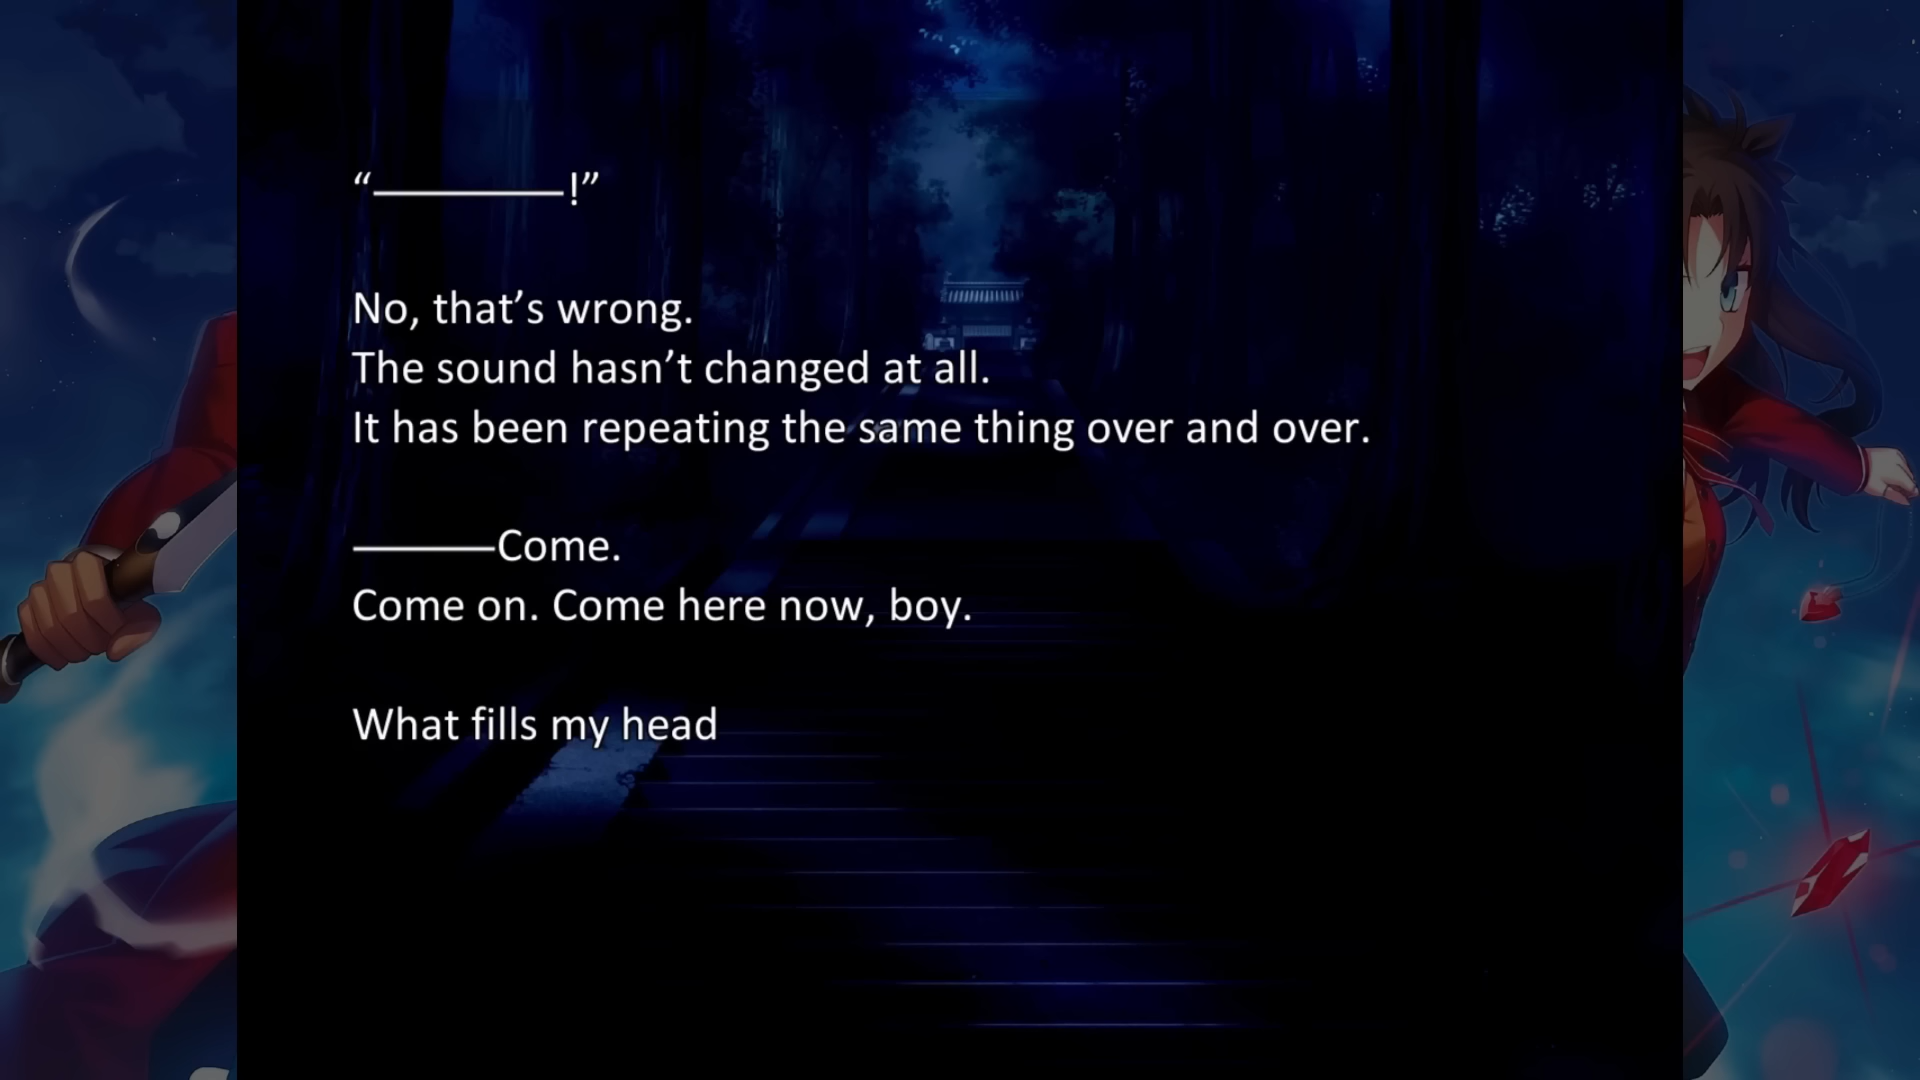 “————!”
No, that’s wrong.
The sound hasn’t changed at all.
It has been repeating the same thing over and over.
———Come.
Come on. Come here now, boy.
What fills my head